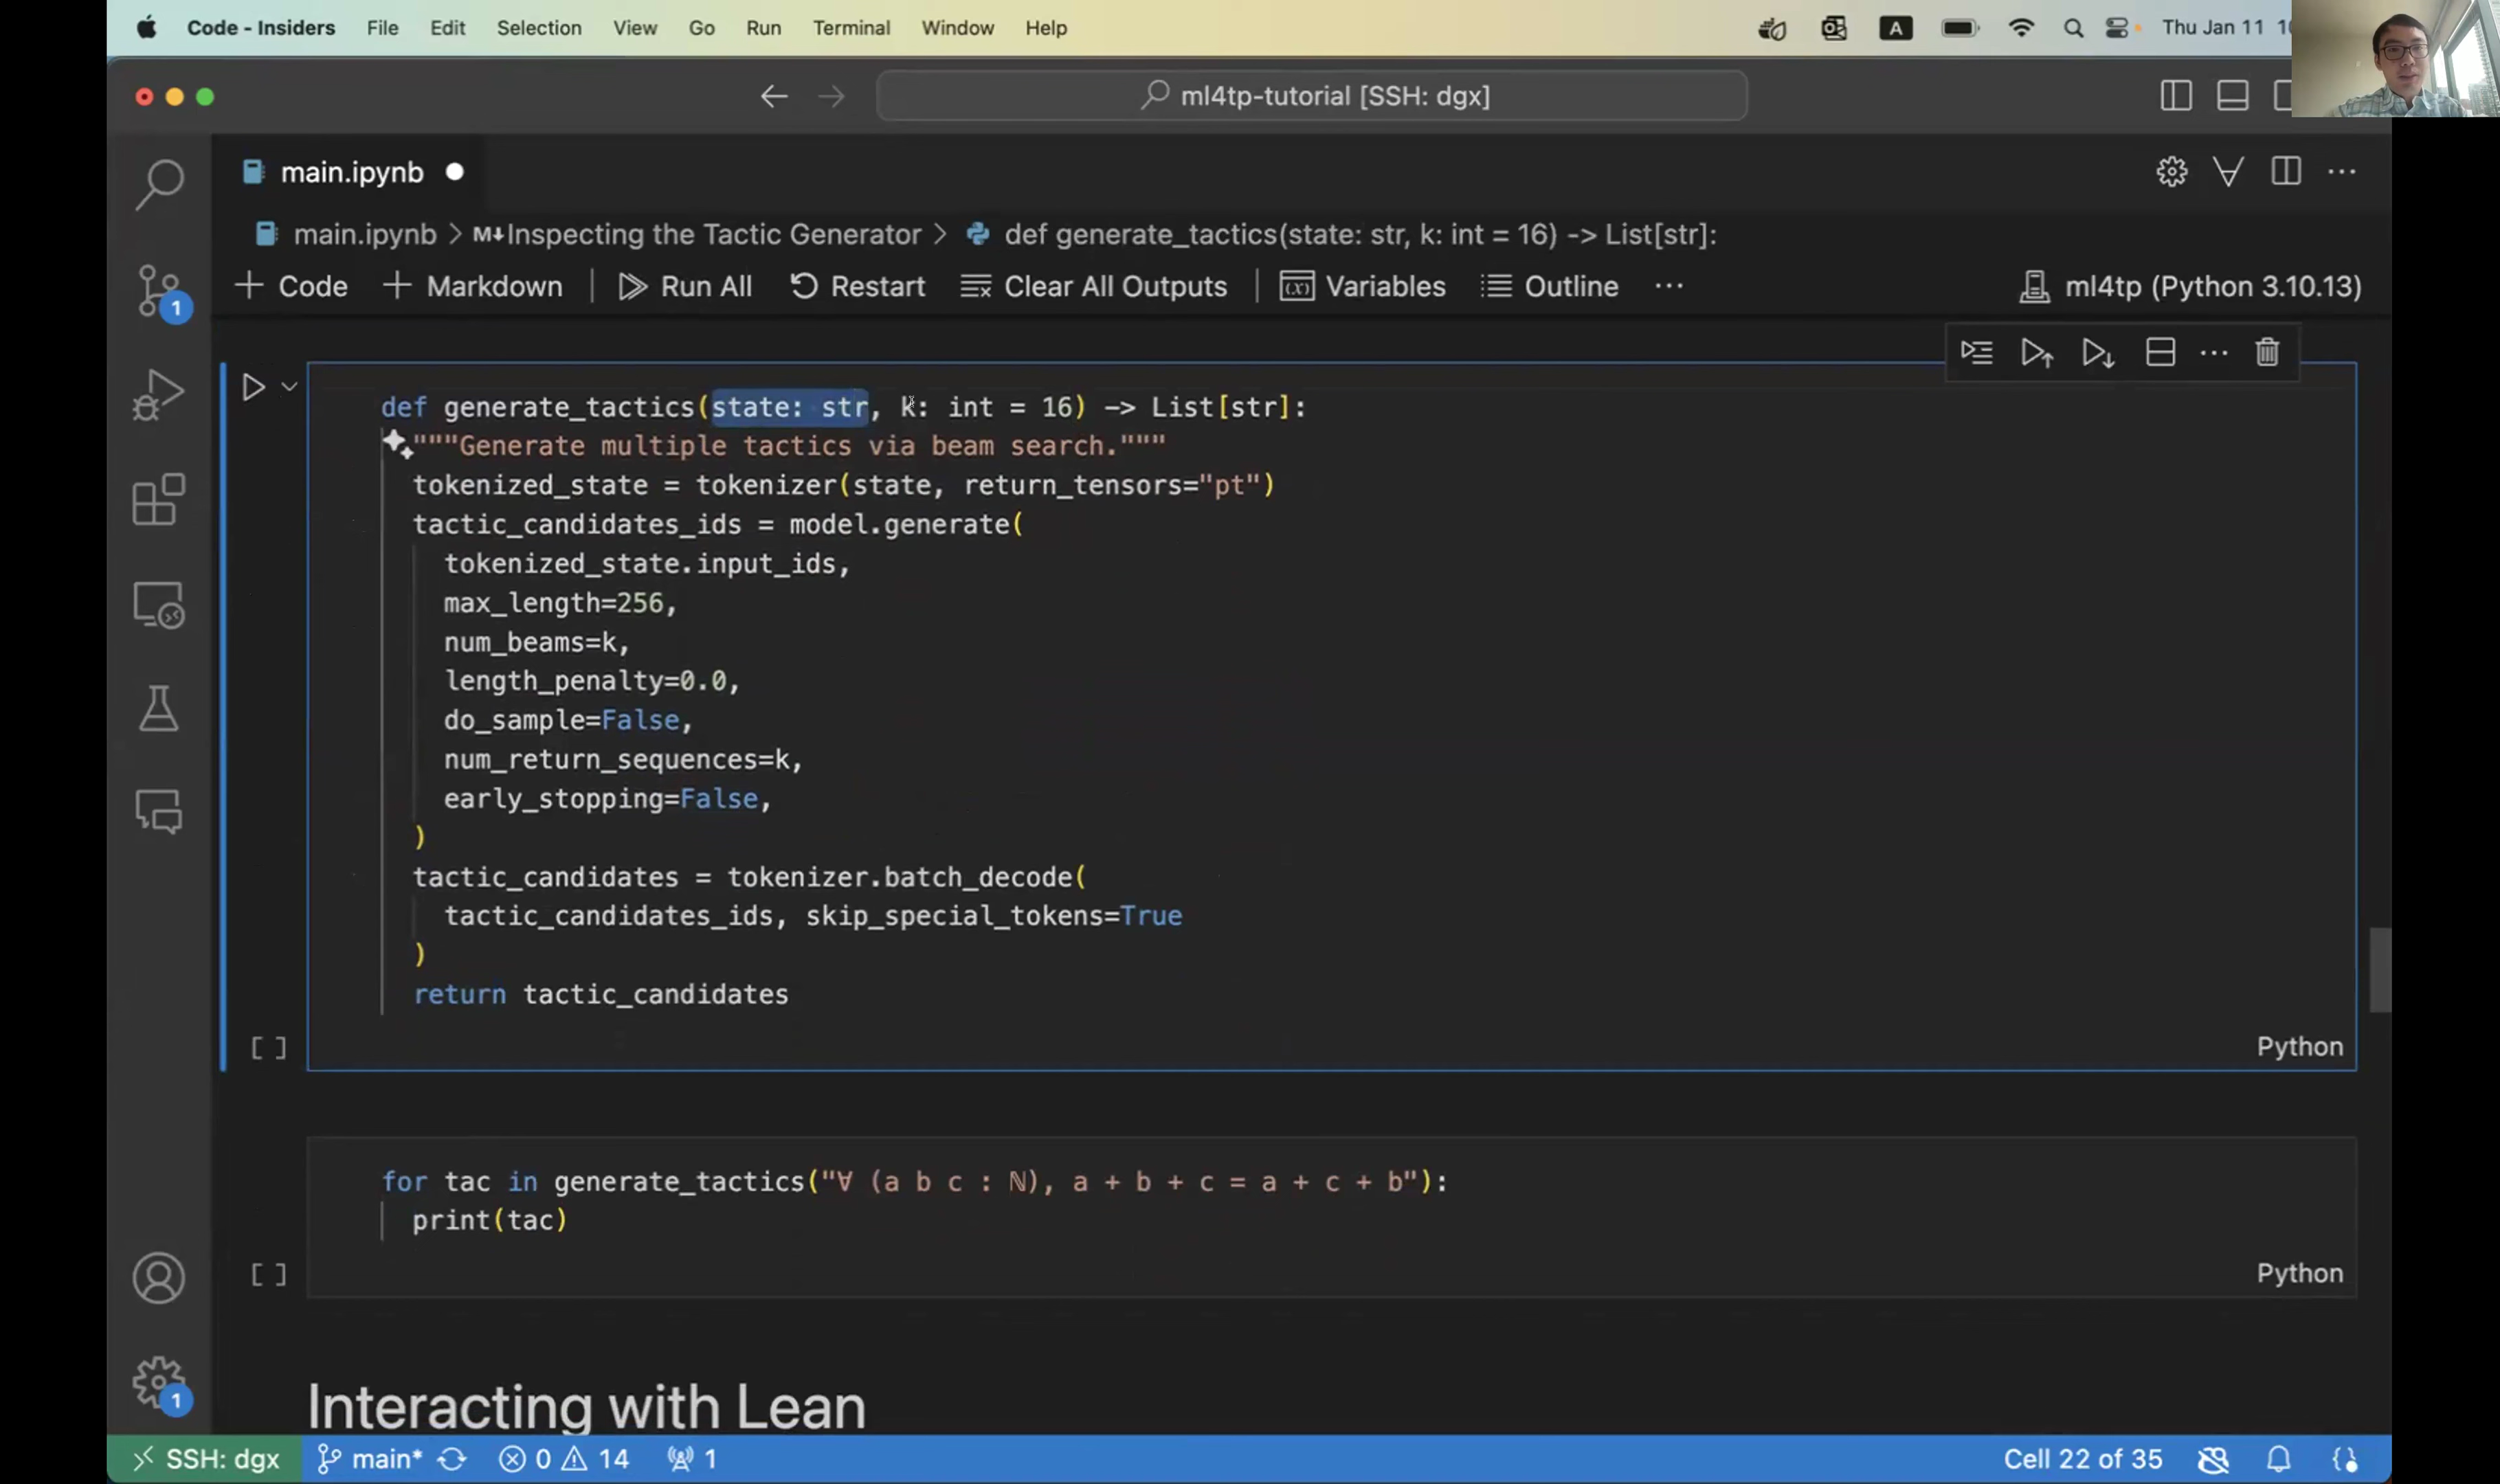 Code - Insiders File Edit Selection View Go Run Terminal Window Help A Thu Jan 11
ml4tp-tutorial [SSH: dgx]
main.ipynb
main.ipynb > M↓Inspecting the Tactic Generator > def generate_tactics(state: str, k: int = 16) -> List[str]:
+ Code + Markdown Run All Restart Clear All Outputs (x) Variables Outline ··· ml4tp (Python 3.10.13)
1
def generate_tactics(state: str, k: int = 16) -> List[str]:
"""Generate multiple tactics via beam search."""
tokenized_state = tokenizer(state, return_tensors="pt")
tactic_candidates_ids = model.generate(
tokenized_state.input_ids,
max_length=256,
num_beams=k,
length_penalty=0.0,
do_sample=False,
num_return_sequences=k,
early_stopping=False,
)
tactic_candidates = tokenizer.batch_decode(
tactic_candidates_ids, skip_special_tokens=True
)
return tactic_candidates
[ ] Python
for tac in generate_tactics("∀ (a b c : ℕ), a + b + c = a + c + b"):
print(tac)
[ ] Python
1
Interacting with Lean
SSH: dgx main* 0 14 1 Cell 22 of 35